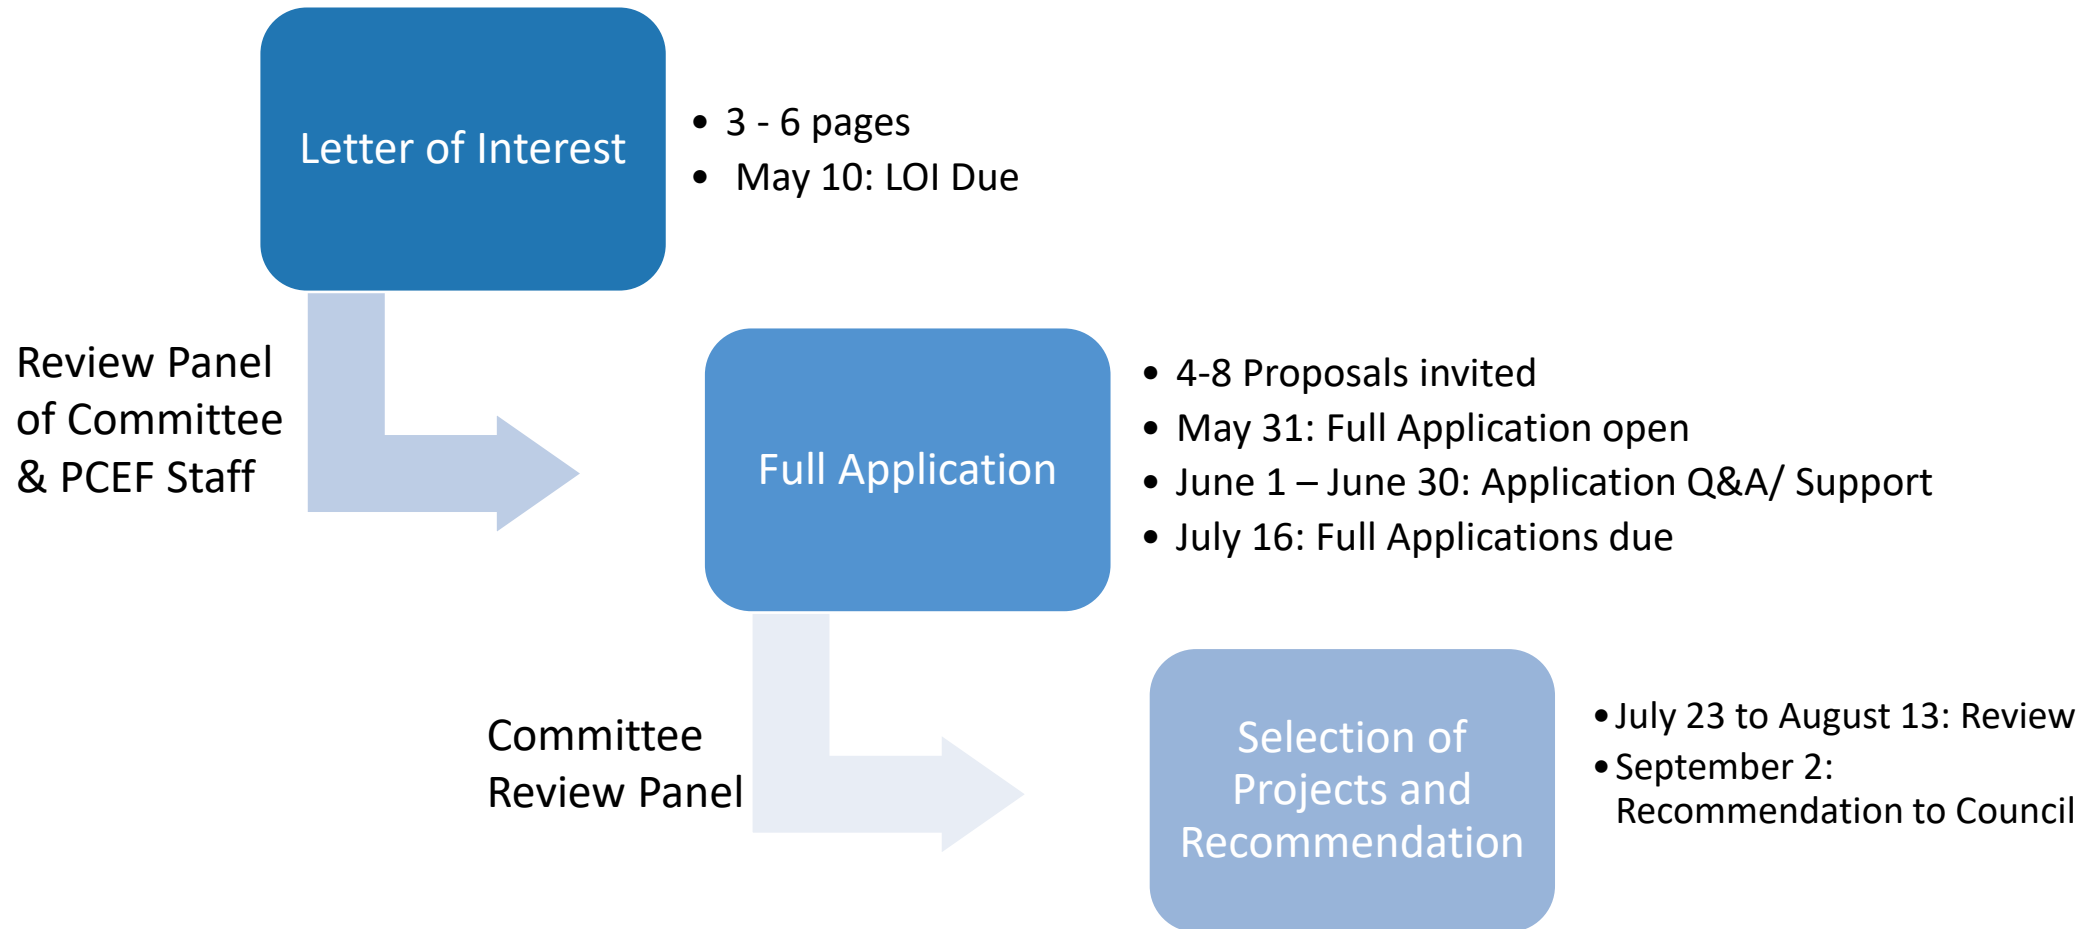 Letter of Interest
• 3 - 6 pages
• May 10: LOI Due
Review Panel
of Committee
& PCEF Staff
Full Application
• 4-8 Proposals invited
• May 31: Full Application open
• June 1 – June 30: Application Q&A/ Support
• July 16: Full Applications due
Committee
Review Panel
Selection of
Projects and
Recommendation
• July 23 to August 13: Review
• September 2:
Recommendation to Council